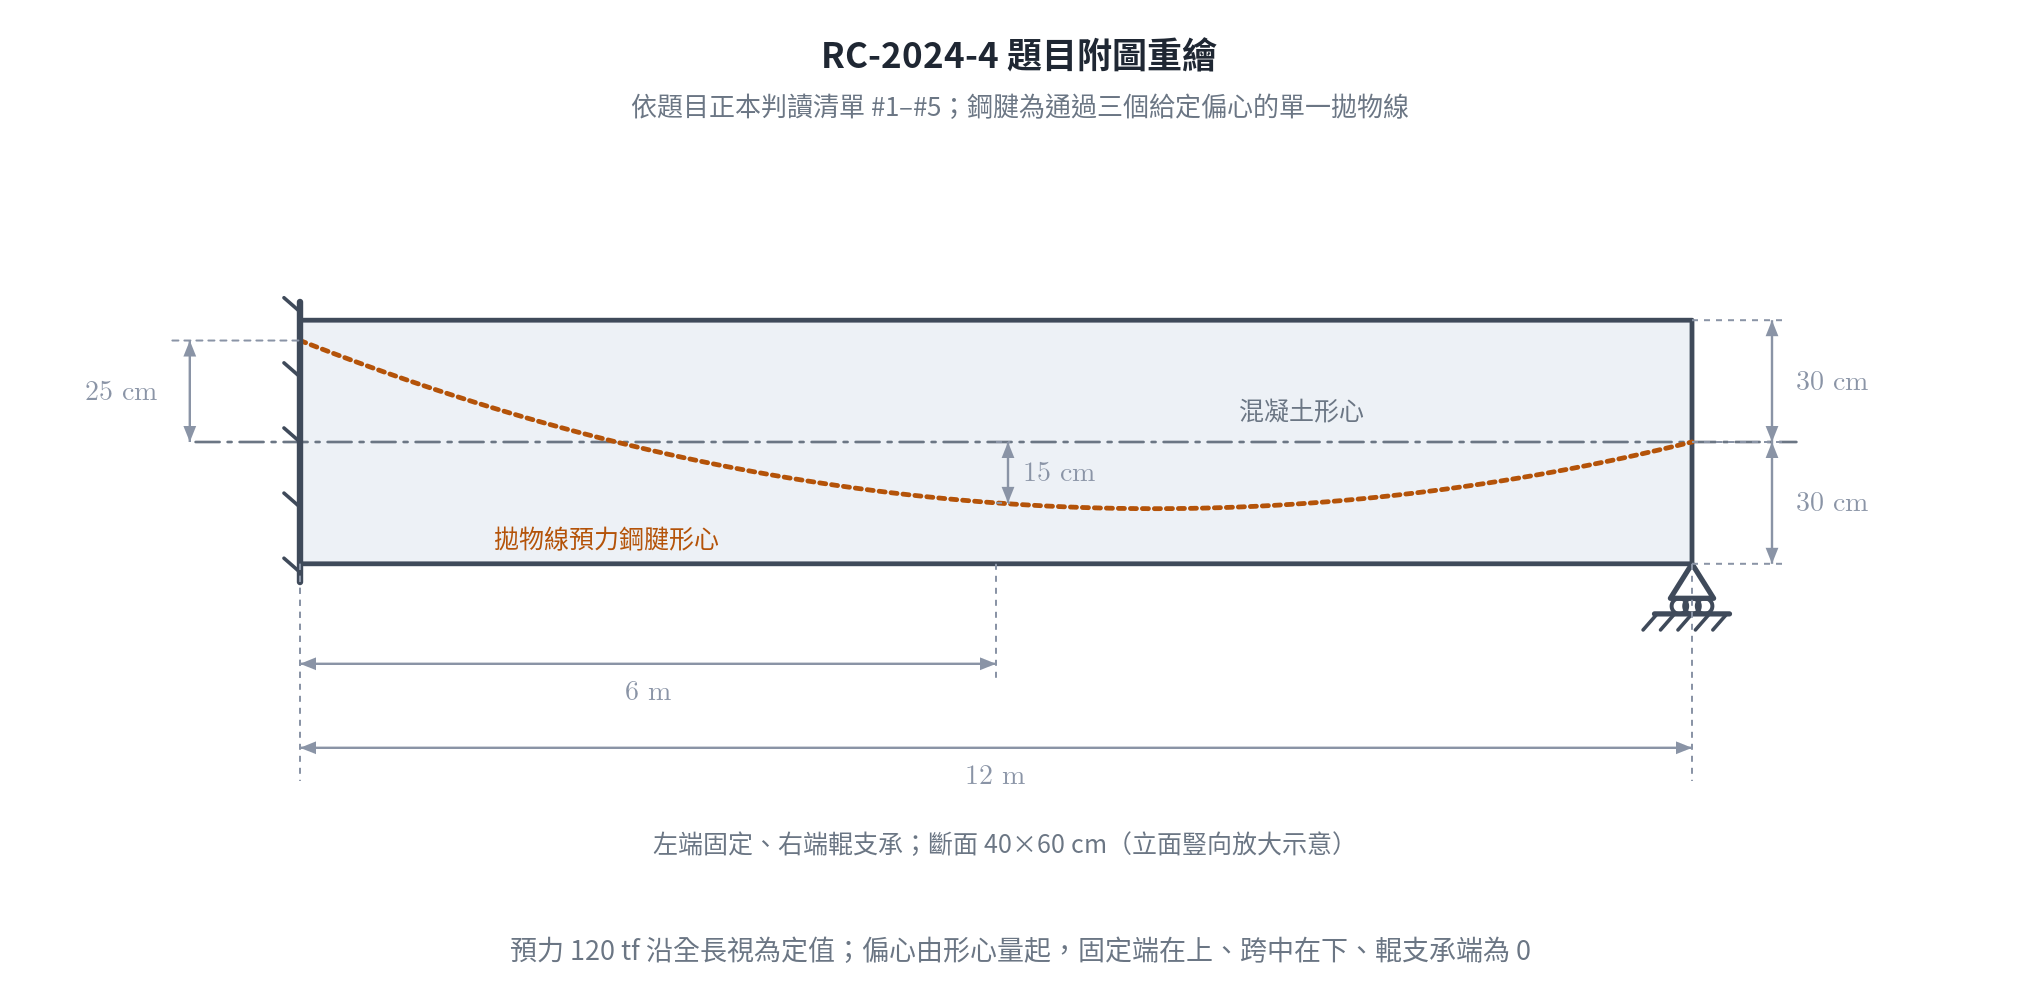 RC-2024-4 題目附圖重繪
依題目正本判讀清單 #1–#5；鋼腱為通過三個給定偏心的單一拋物線
25 cm
30 cm
混凝土形心
15 cm
30 cm
拋物線預力鋼腱形心
6 m
12 m
左端固定、右端輥支承；斷面 40×60 cm（立面豎向放大示意）
預力 120 tf 沿全長視為定值；偏心由形心量起，固定端在上、跨中在下、輥支承端為 0